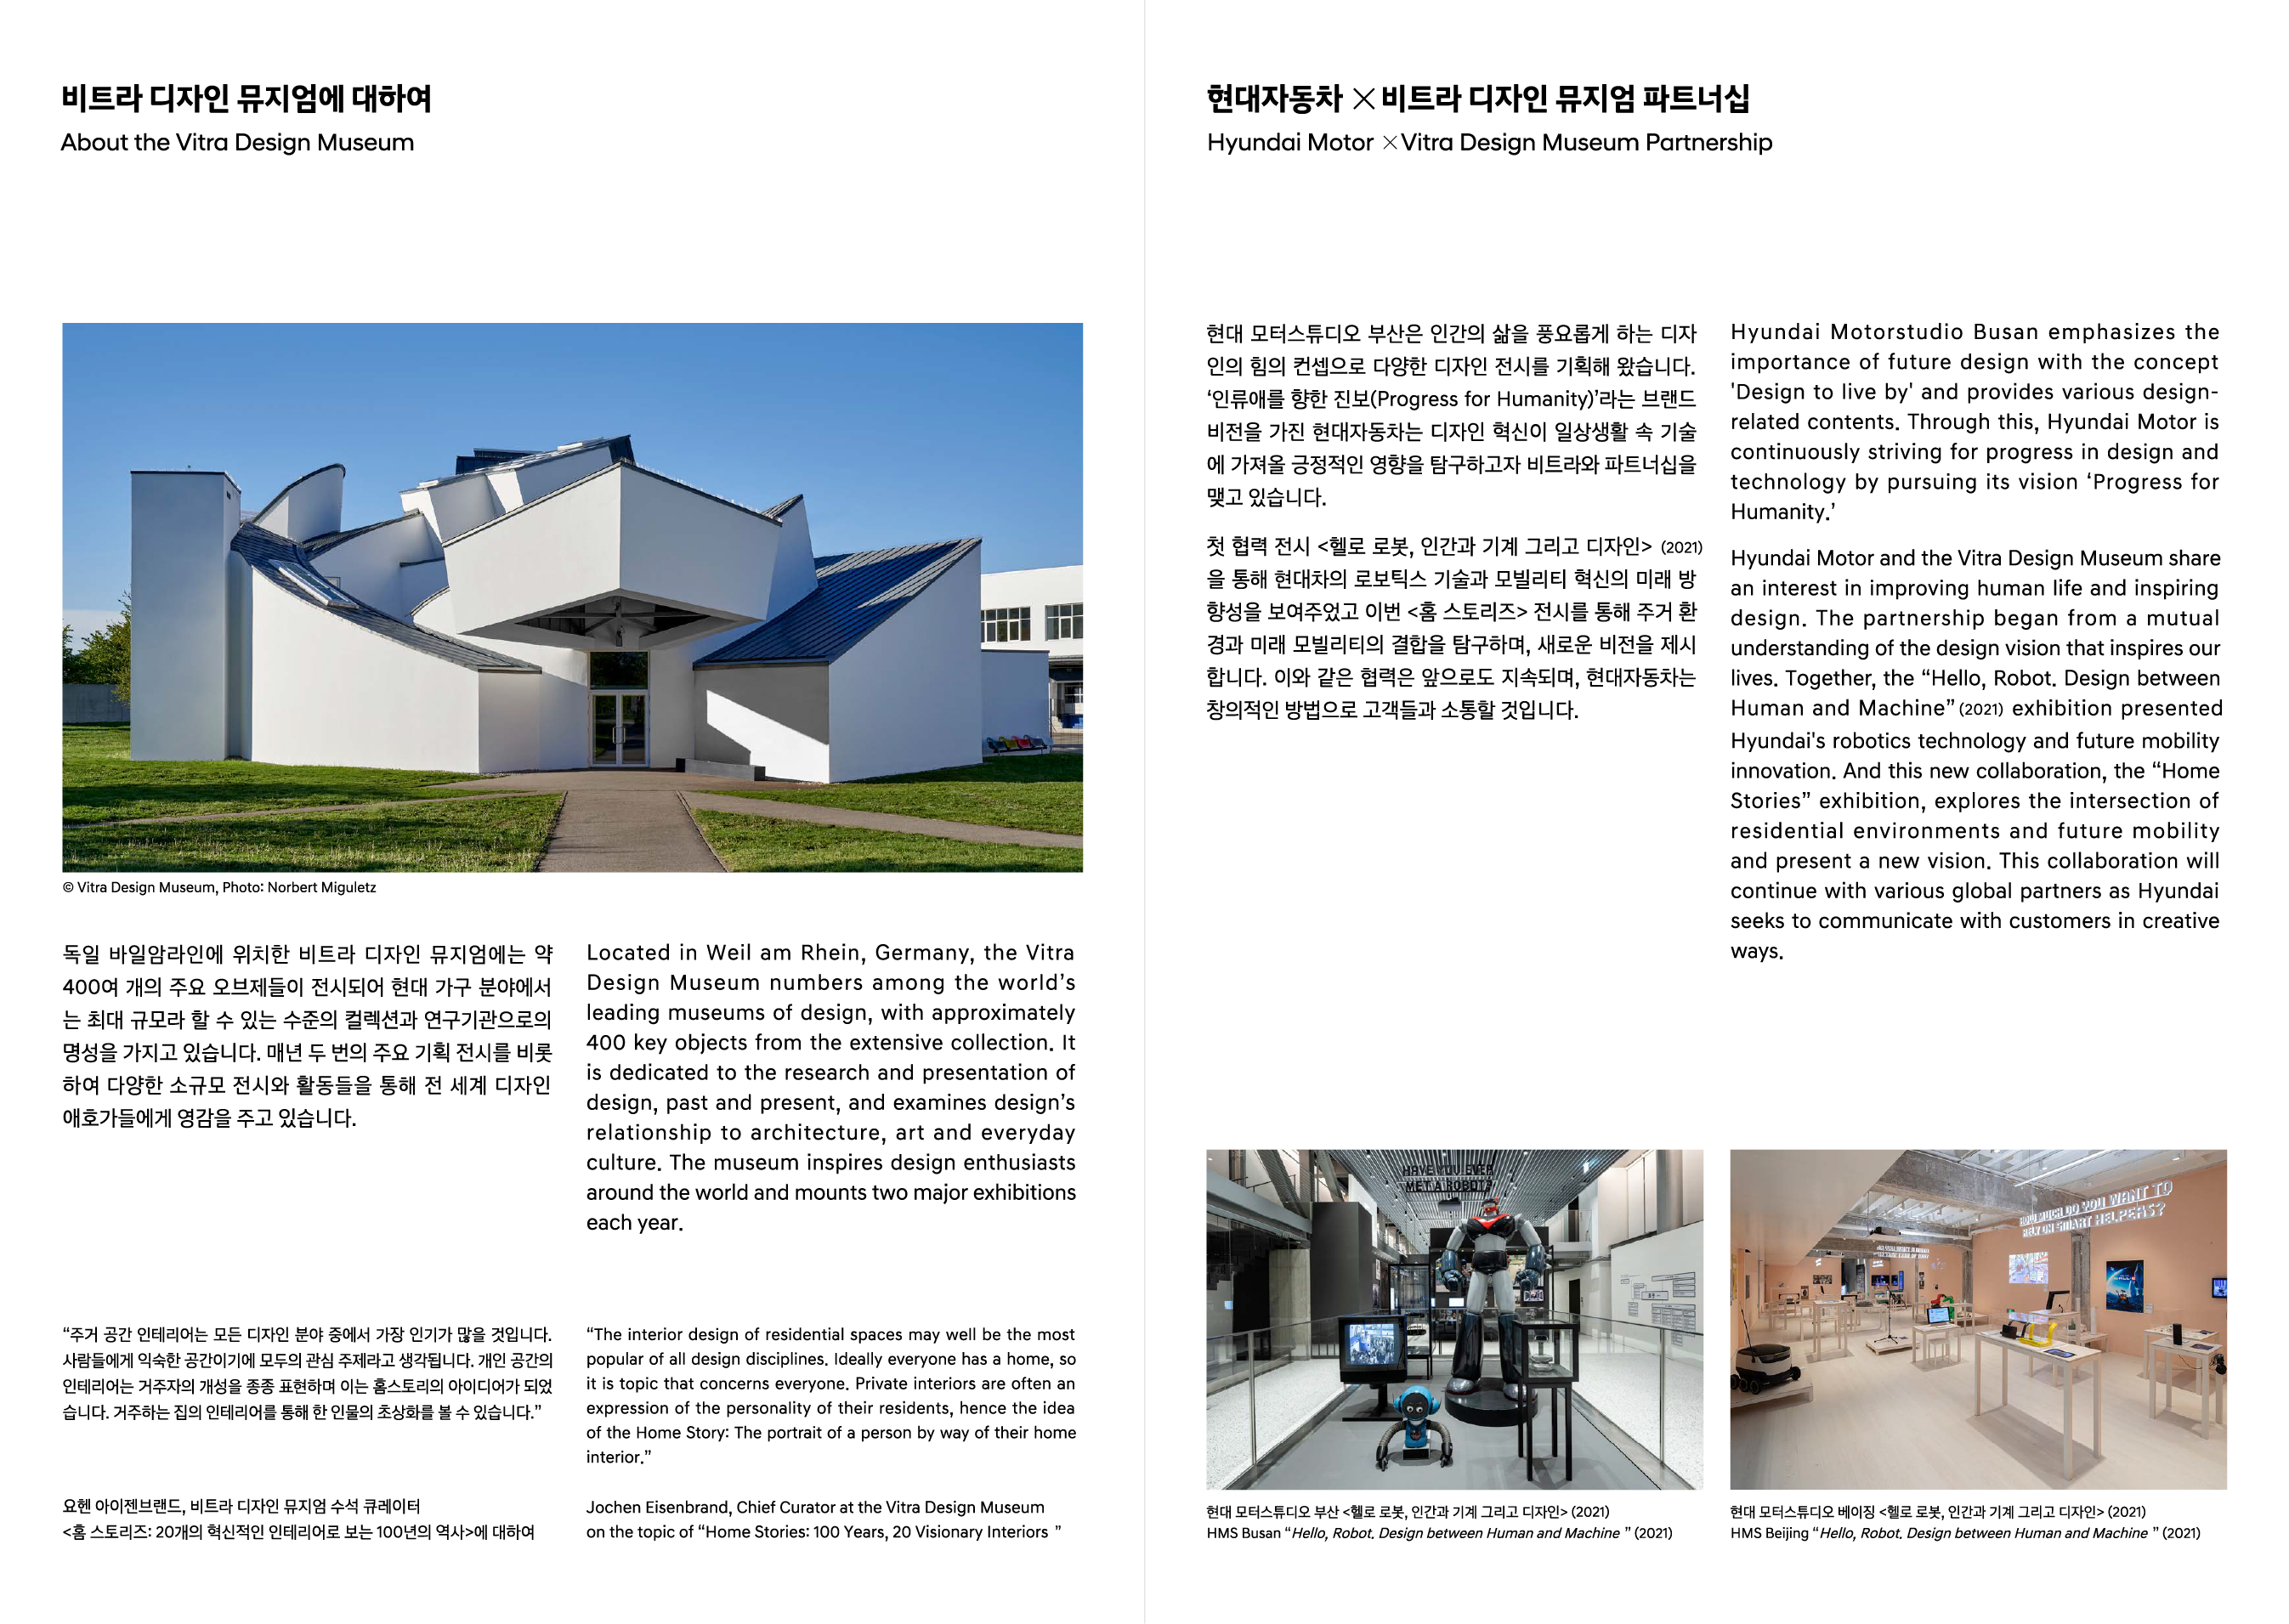 비트라 디자인 뮤지엄에 대하여
About the Vitra Design Museum
© Vitra Design Museum, Photo: Norbert Miguletz
독일 바일암라인에 위치한 비트라 디자인 뮤지엄에는 약
400여 개의 주요 오브제들이 전시되어 현대 가구 분야에서
는 최대 규모라 할 수 있는 수준의 컬렉션과 연구기관으로의
명성을 가지고 있습니다. 매년 두 번의 주요 기획 전시를 비롯
하여 다양한 소규모 전시와 활동들을 통해 전 세계 디자인
애호가들에게 영감을 주고 있습니다.
Located in Weil am Rhein, Germany, the Vitra
Design Museum numbers among the world’s
leading museums of design, with approximately
400 key objects from the extensive collection. It
is dedicated to the research and presentation of
design, past and present, and examines design’s
relationship to architecture, art and everyday
culture. The museum inspires design enthusiasts
around the world and mounts two major exhibitions
each year.
“주거 공간 인테리어는 모든 디자인 분야 중에서 가장 인기가 많을 것입니다.
사람들에게 익숙한 공간이기에 모두의 관심 주제라고 생각됩니다. 개인 공간의
인테리어는 거주자의 개성을 종종 표현하며 이는 홈스토리의 아이디어가 되었
습니다. 거주하는 집의 인테리어를 통해 한 인물의 초상화를 볼 수 있습니다.”
요헨 아이젠브랜드, 비트라 디자인 뮤지엄 수석 큐레이터
<홈 스토리즈: 20개의 혁신적인 인테리어로 보는 100년의 역사>에 대하여
“The interior design of residential spaces may well be the most
popular of all design disciplines. Ideally everyone has a home, so
it is topic that concerns everyone. Private interiors are often an
expression of the personality of their residents, hence the idea
of the Home Story: The portrait of a person by way of their home
interior.”
Jochen Eisenbrand, Chief Curator at the Vitra Design Museum
on the topic of “Home Stories: 100 Years, 20 Visionary Interiors ”
현대자동차 ×비트라 디자인 뮤지엄 파트너십
Hyundai Motor ×Vitra Design Museum Partnership
현대 모터스튜디오 부산은 인간의 삶을 풍요롭게 하는 디자
인의 힘의 컨셉으로 다양한 디자인 전시를 기획해 왔습니다.
‘인류애를 향한 진보(Progress for Humanity)’라는 브랜드
비전을 가진 현대자동차는 디자인 혁신이 일상생활 속 기술
에 가져올 긍정적인 영향을 탐구하고자 비트라와 파트너십을
맺고 있습니다.
첫 협력 전시 <헬로 로봇, 인간과 기계 그리고 디자인> (2021)
을 통해 현대차의 로보틱스 기술과 모빌리티 혁신의 미래 방
향성을 보여주었고 이번 <홈 스토리즈> 전시를 통해 주거 환
경과 미래 모빌리티의 결합을 탐구하며, 새로운 비전을 제시
합니다. 이와 같은 협력은 앞으로도 지속되며, 현대자동차는
창의적인 방법으로 고객들과 소통할 것입니다.
Hyundai Motorstudio Busan emphasizes the
importance of future design with the concept
'Design to live by' and provides various design-
related contents. Through this, Hyundai Motor is
continuously striving for progress in design and
technology by pursuing its vision ‘Progress for
Humanity.’
Hyundai Motor and the Vitra Design Museum share
an interest in improving human life and inspiring
design. The partnership began from a mutual
understanding of the design vision that inspires our
lives. Together, the “Hello, Robot. Design between
Human and Machine” (2021) exhibition presented
Hyundai's robotics technology and future mobility
innovation. And this new collaboration, the “Home
Stories” exhibition, explores the intersection of
residential environments and future mobility
and present a new vision. This collaboration will
continue with various global partners as Hyundai
seeks to communicate with customers in creative
ways.
HAVE YOU EVER
MET A ROBOT?
HOW MUCH DO YOU WANT TO
RELY ON SMART HELPERS?
현대 모터스튜디오 부산 <헬로 로봇, 인간과 기계 그리고 디자인> (2021)
HMS Busan “Hello, Robot. Design between Human and Machine ” (2021)
현대 모터스튜디오 베이징 <헬로 로봇, 인간과 기계 그리고 디자인> (2021)
HMS Beijing “Hello, Robot. Design between Human and Machine ” (2021)